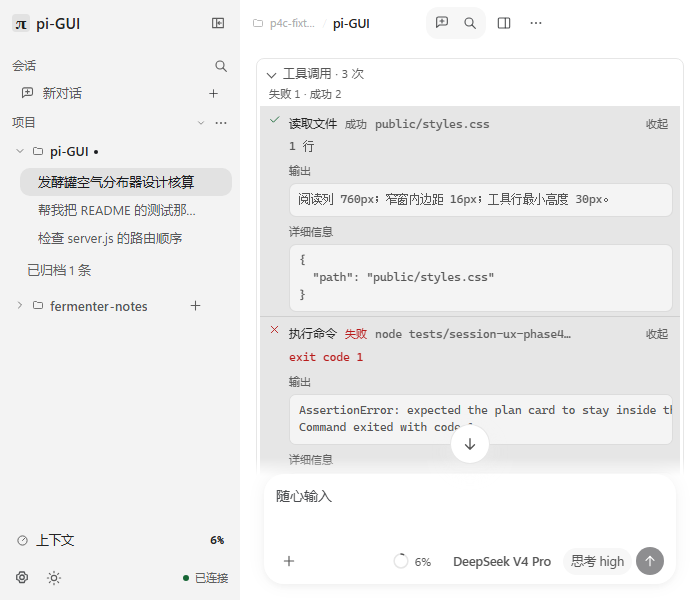 π pi-GUI
会话
新对话
项目
pi-GUI
发酵罐空气分布器设计核算
帮我把 README 的测试那…
检查 server.js 的路由顺序
已归档 1 条
fermenter-notes
上下文 6%
已连接
p4c-fixt… / pi-GUI
工具调用 · 3 次
失败 1 · 成功 2
读取文件 成功 public/styles.css 收起
1 行
输出
阅读列 760px；窄窗内边距 16px；工具行最小高度 30px。
详细信息
{
"path": "public/styles.css"
}
执行命令 失败 node tests/session-ux-phase4… 收起
exit code 1
输出
AssertionError: expected the plan card to stay inside
Command exited with code
详细信息
随心输入
6% DeepSeek V4 Pro 思考 high